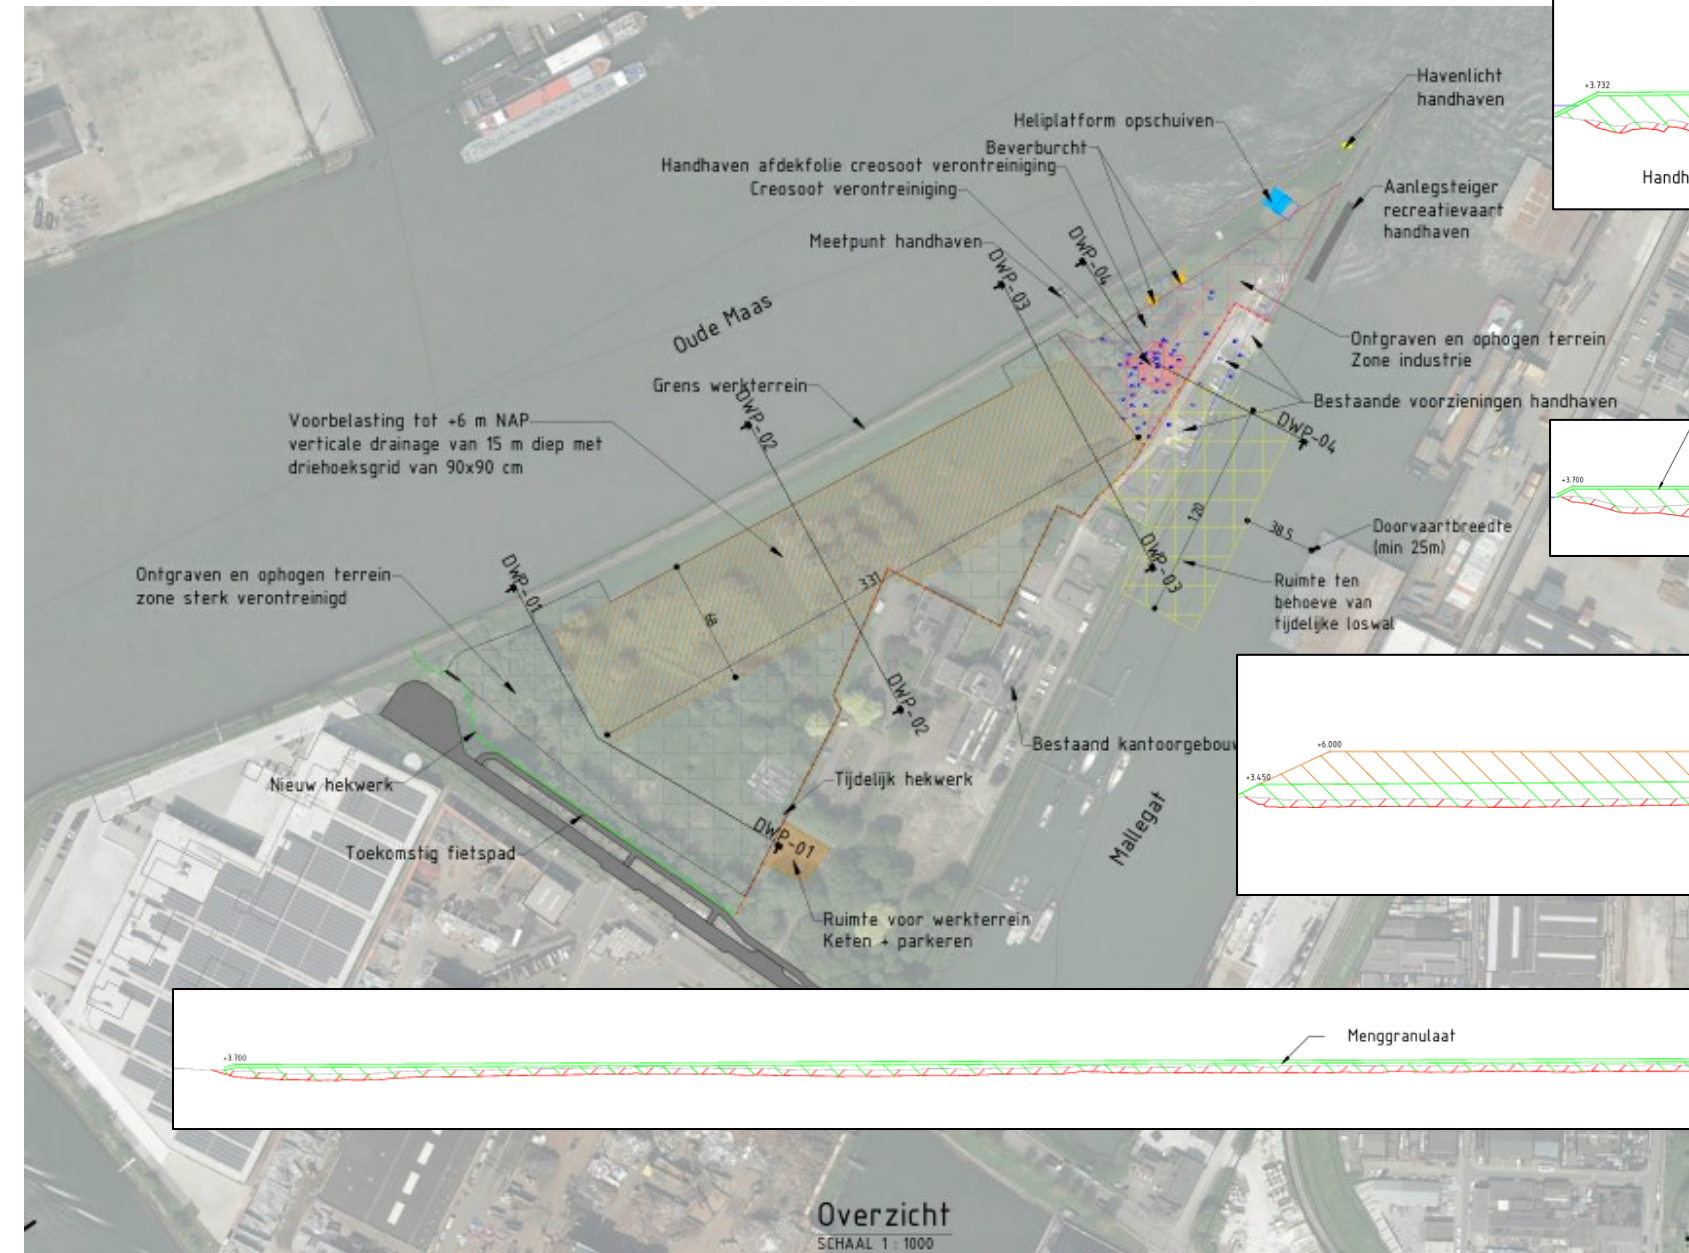 Havenlicht
handhaven
+3.732
Heliplatform opschuiven
Beverburcht
Handhaven afdekfolie creosoot verontreiniging
Creosoot verontreiniging
Handh
Aanlegsteiger
recreatievaart
handhaven
Meetpunt handhaven
DWP-04
DWP-03
Oude Maas
Ontgraven en ophogen terrein
Zone industrie
Grens werkterrein
DWP-02
Bestaande voorzieningen handhaven
Voorbelasting tot +6 m NAP
verticale drainage van 15 m diep met
driehoeksgrid van 90x90 cm
DWP-04
+3.700
120
38.5
Doorvaartbreedte
(min 25m)
DWP-03
DWP-01
Ontgraven en ophogen terrein
zone sterk verontreinigd
331
68
Ruimte ten
behoeve van
tijdelijke loswal
DWP-02
Bestaand kantoorgebouw
+6.000
+3.450
Nieuw hekwerk
Tijdelijk hekwerk
Mallegat
DWP-01
Toekomstig fietspad
Ruimte voor werkterrein
Keten + parkeren
Menggranulaat
+3.700
Overzicht
SCHAAL 1 : 1000